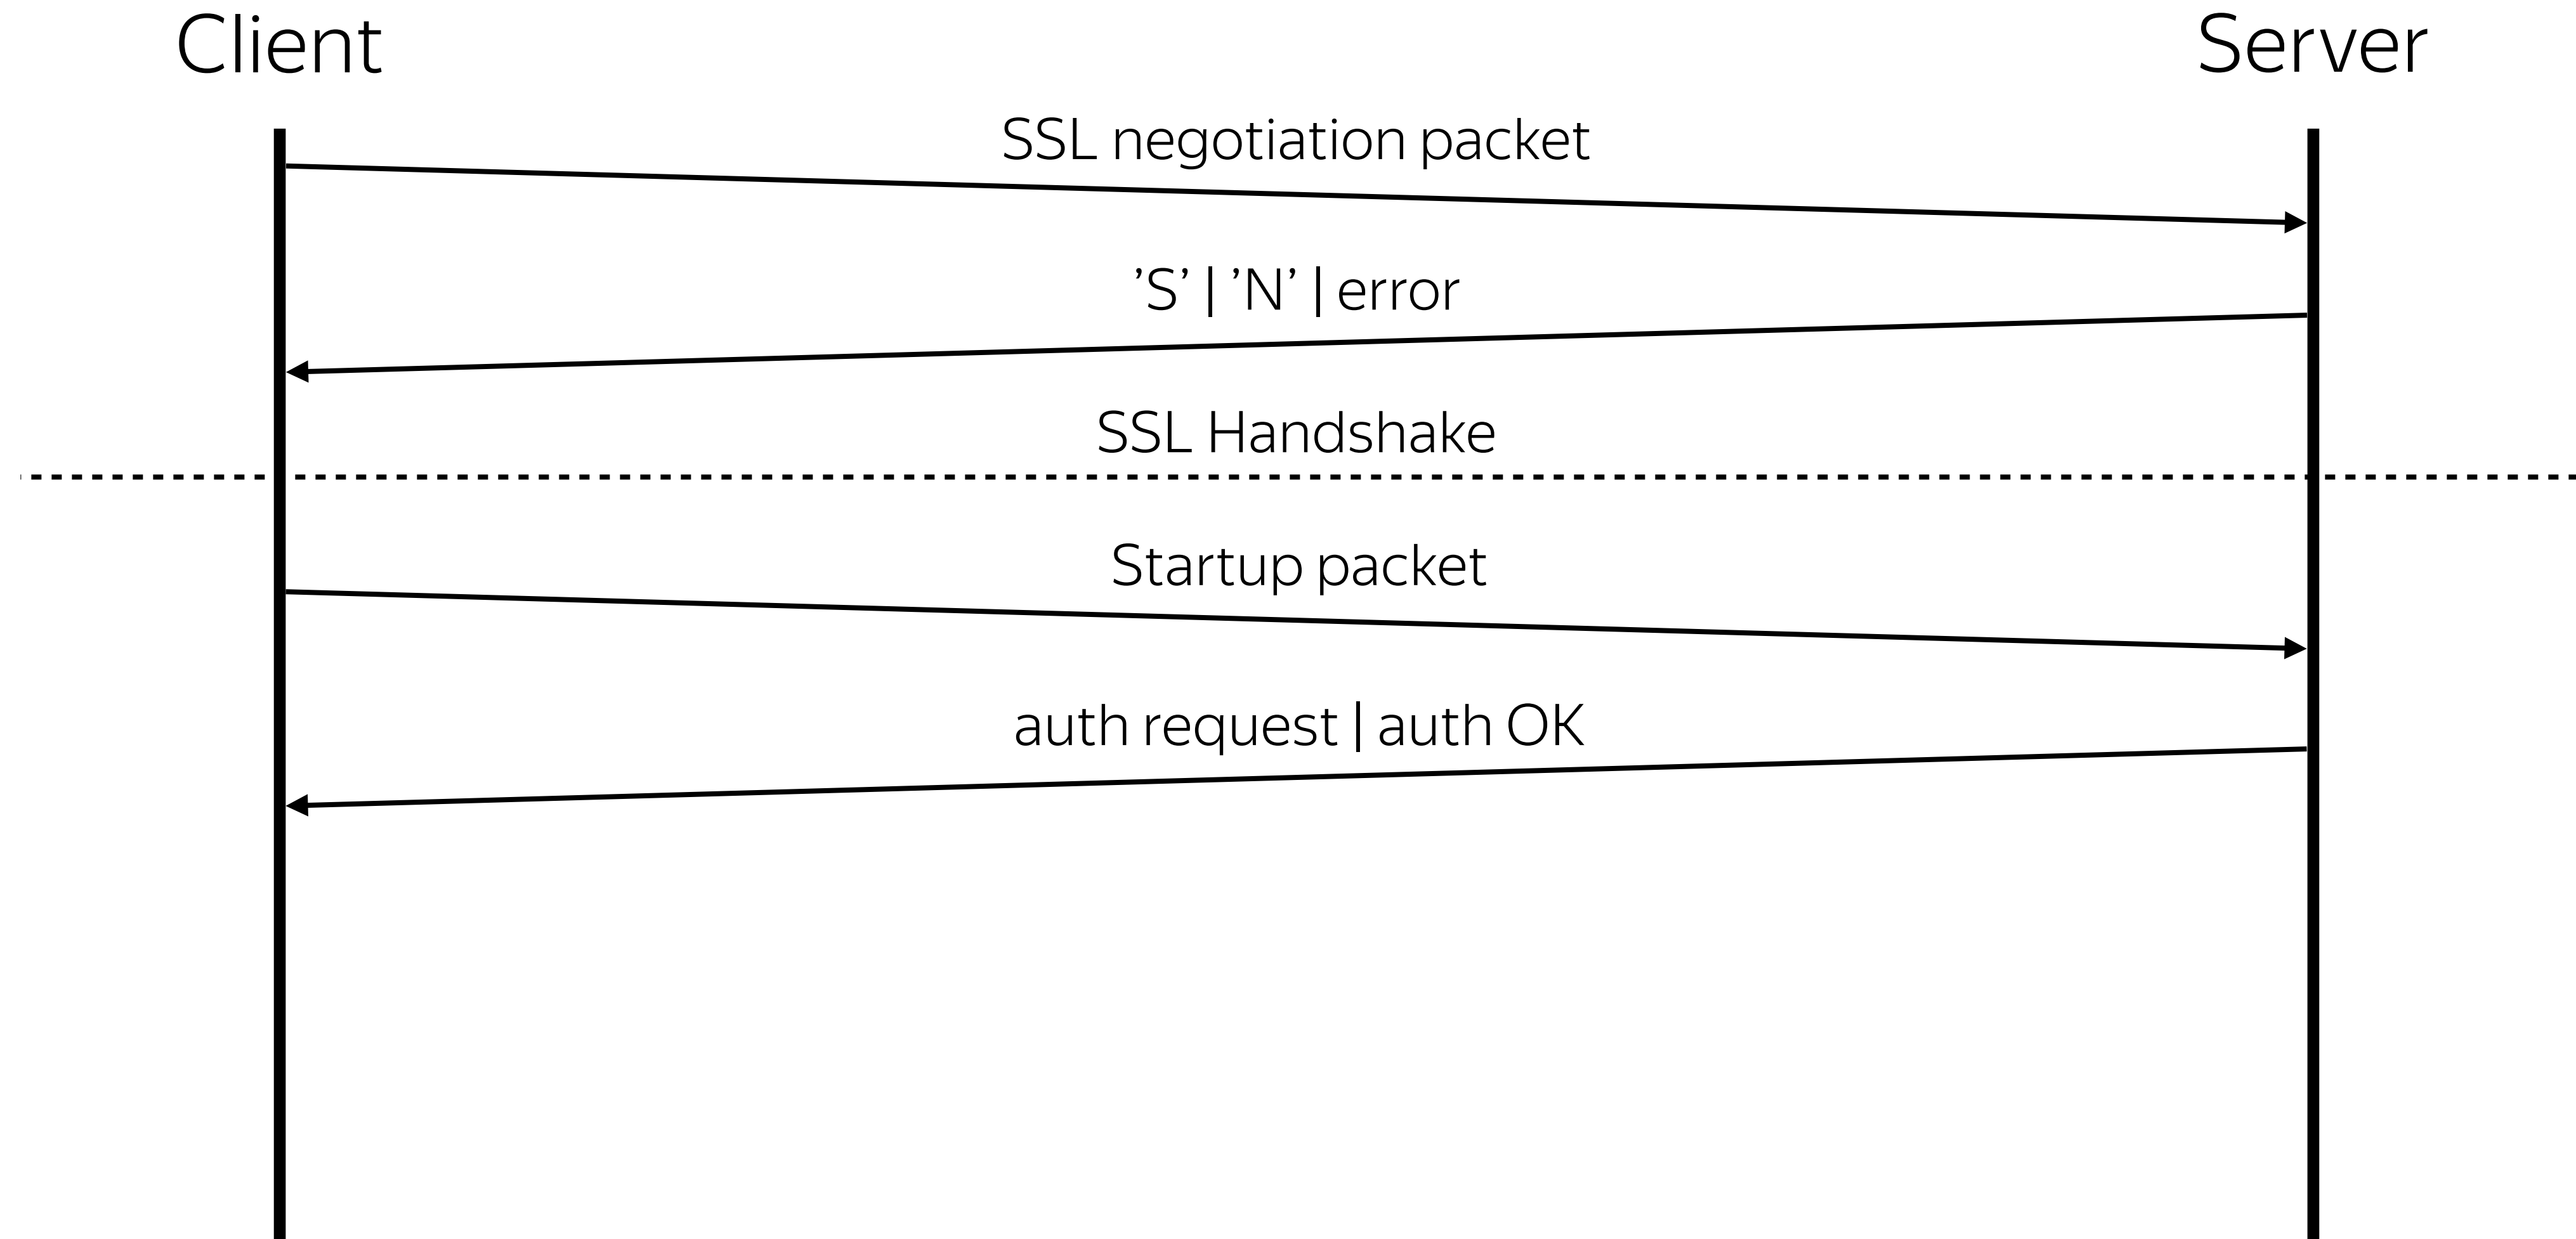 Client
Server
SSL negotiation packet
’S’ | ’N’ | error
SSL Handshake
Startup packet
auth request | auth OK